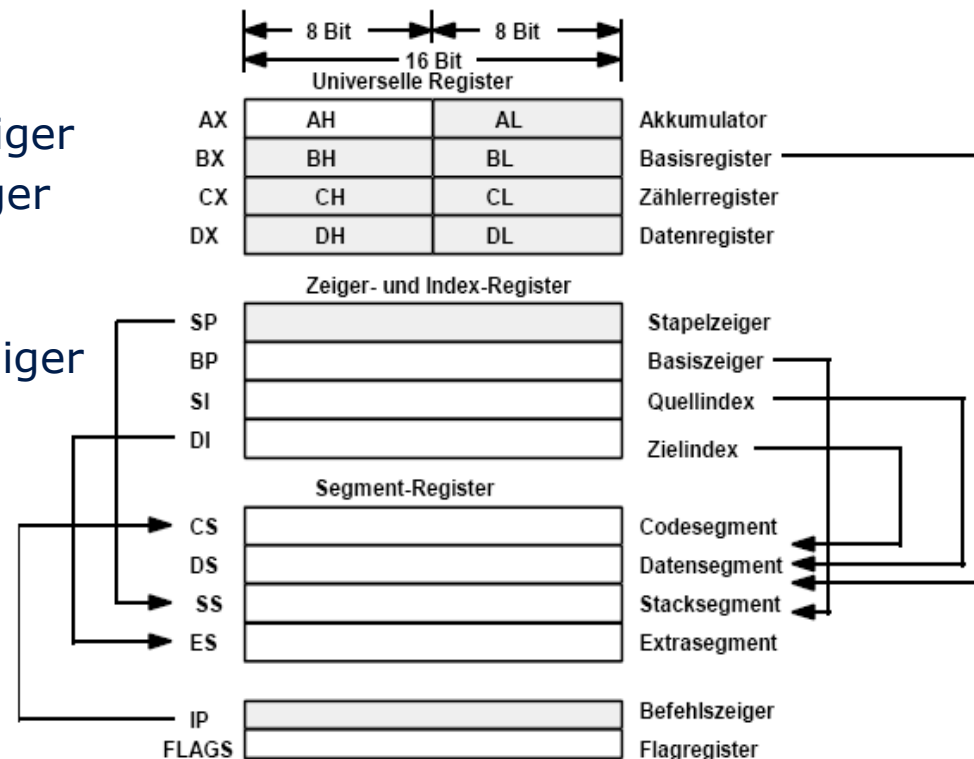 8 Bit 8 Bit
16 Bit
Universelle Register
AX AH AL Akkumulator
BX BH BL Basisregister
CX CH CL Zählerregister
DX DH DL Datenregister
Zeiger- und Index-Register
SP Stapelzeiger
BP Basiszeiger
SI Quellindex
DI Zielindex
Segment-Register
CS Codesegment
DS Datensegment
SS Stacksegment
ES Extrasegment
IP Befehlszeiger
FLAGS Flagregister